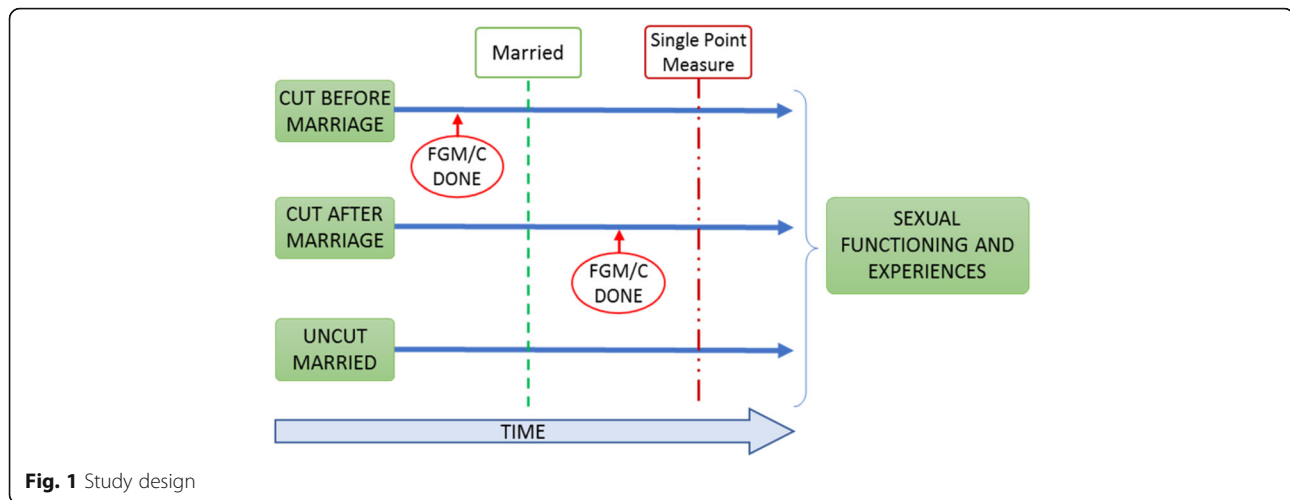 Married
Single Point
Measure
CUT BEFORE
MARRIAGE
FGM/C
DONE
CUT AFTER
MARRIAGE
FGM/C
DONE
SEXUAL
FUNCTIONING AND
EXPERIENCES
UNCUT
MARRIED
TIME
Fig. 1 Study design